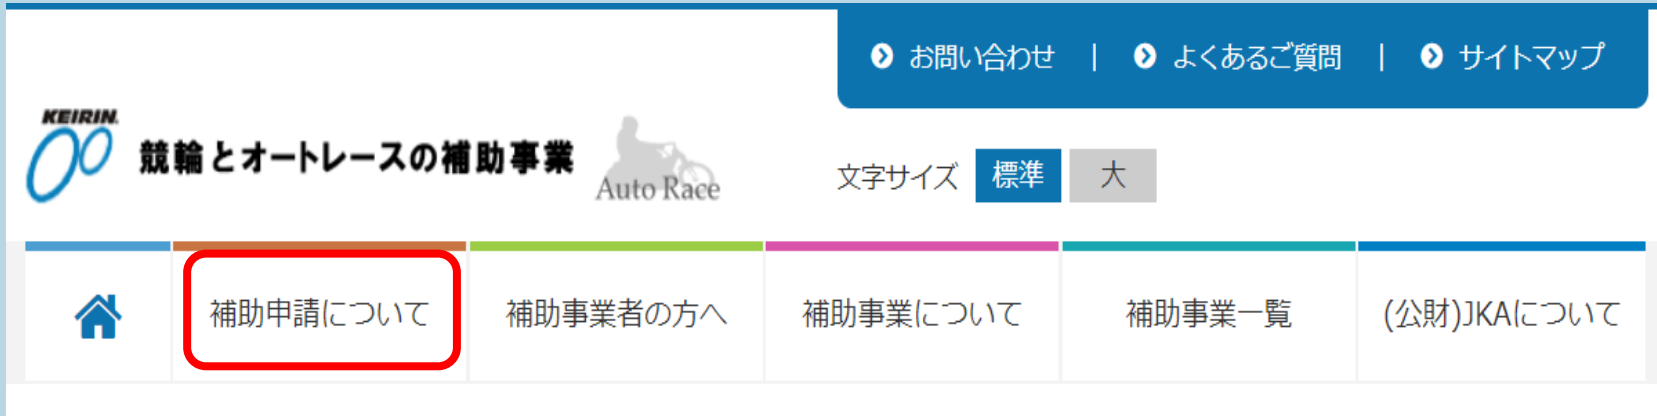 お問い合わせ | よくあるご質問 | サイトマップ
KEIRIN.
競輪とオートレースの補助事業
Auto Race
文字サイズ 標準 大
補助申請について 補助事業者の方へ 補助事業について 補助事業一覧 (公財)JKAについて